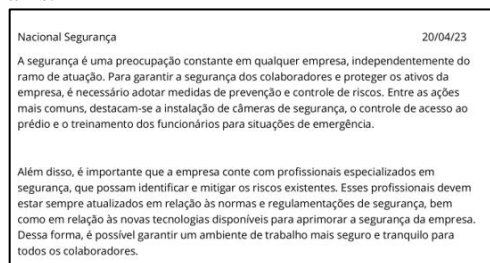 Nacional Segurança 20/04/23
A segurança é uma preocupação constante em qualquer empresa, independentemente do
ramo de atuação. Para garantir a segurança dos colaboradores e proteger os ativos da
empresa, é necessário adotar medidas de prevenção e controle de riscos. Entre as ações
mais comuns, destacam-se a instalação de câmeras de segurança, o controle de acesso ao
prédio e o treinamento dos funcionários para situações de emergência.
Além disso, é importante que a empresa conte com profissionais especializados em
segurança, que possam identificar e mitigar os riscos existentes. Esses profissionais devem
estar sempre atualizados em relação às normas e regulamentações de segurança, bem
como em relação às novas tecnologias disponíveis para aprimorar a segurança da empresa.
Dessa forma, é possível garantir um ambiente de trabalho mais seguro e tranquilo para
todos os colaboradores.